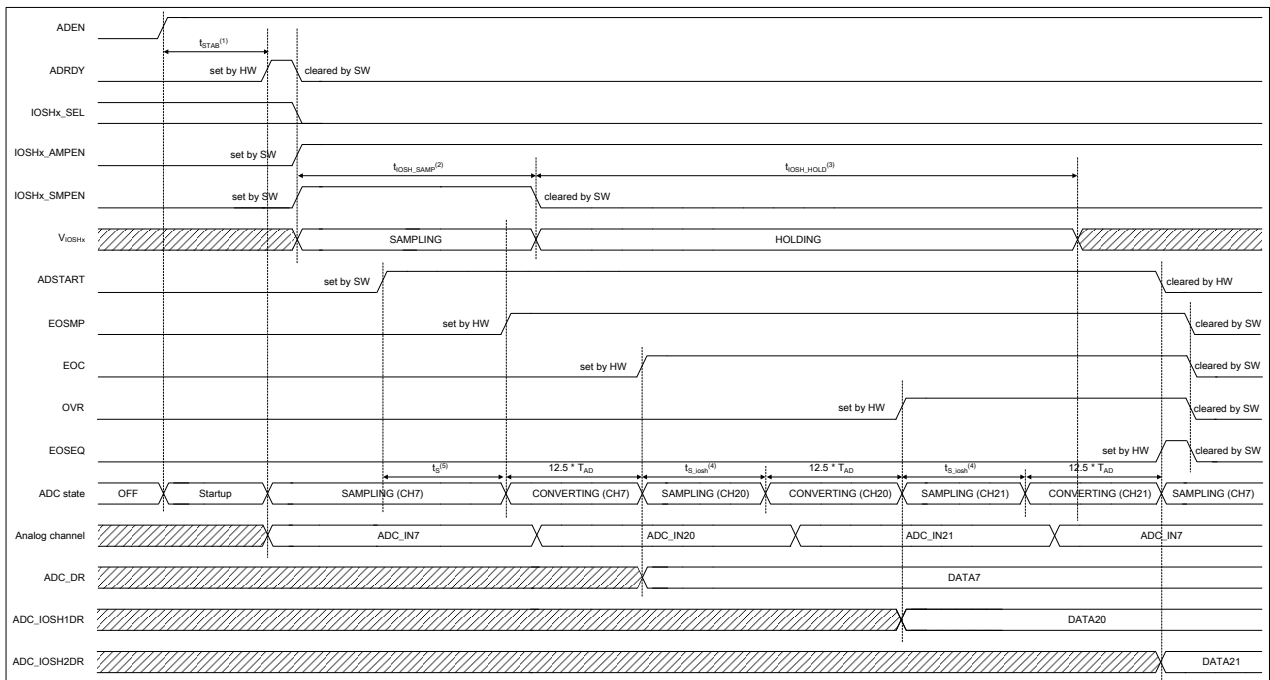 ADEN
tSTAB(1)
ADRDY set by HW cleared by SW
IOSHx_SEL
IOSHx_AMPEN set by SW
tIOSH_SAMP(2) tIOSH_HOLD(3)
IOSHx_SMPEN set by SW cleared by SW
VIOSHx SAMPLING HOLDING
ADSTART set by SW cleared by HW
EOSMP set by HW cleared by SW
EOC set by HW cleared by SW
OVR set by HW cleared by SW
EOSEQ set by HW cleared by SW
tS(5) 12.5 * TAD tS_iosh(4) 12.5 * TAD tS_iosh(4) 12.5 * TAD
ADC state OFF Startup SAMPLING (CH7) CONVERTING (CH7) SAMPLING (CH20) CONVERTING (CH20) SAMPLING (CH21) CONVERTING (CH21) SAMPLING (CH7)
Analog channel ADC_IN7 ADC_IN20 ADC_IN21 ADC_IN7
ADC_DR DATA7
ADC_IOSH1DR DATA20
ADC_IOSH2DR DATA21